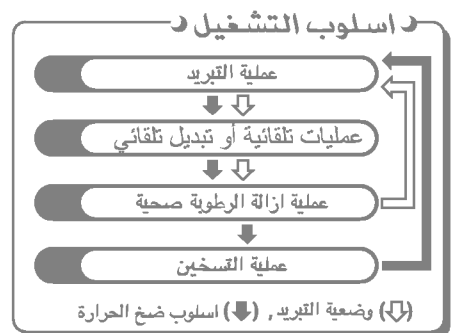 اسلوب التشغيل
عملية التبريد
عمليات تلقائية أو تبديل تلقائي
عملية ازالة الرطوبة صحية
عملية التسخين
(⇩) وضعية التبريد , (⬇) اسلوب ضخ الحرارة